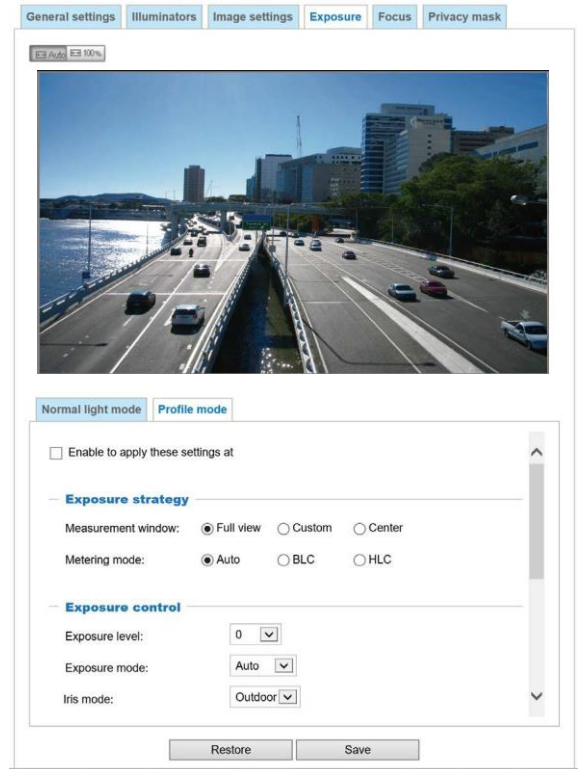 General settings Illuminators Image settings Exposure Focus Privacy mask
Auto 100%
Normal light mode Profile mode
Enable to apply these settings at
Exposure strategy
Measurement window: Full view Custom Center
Metering mode: Auto BLC HLC
Exposure control
Exposure level: 0
Exposure mode: Auto
Iris mode: Outdoor
Restore Save